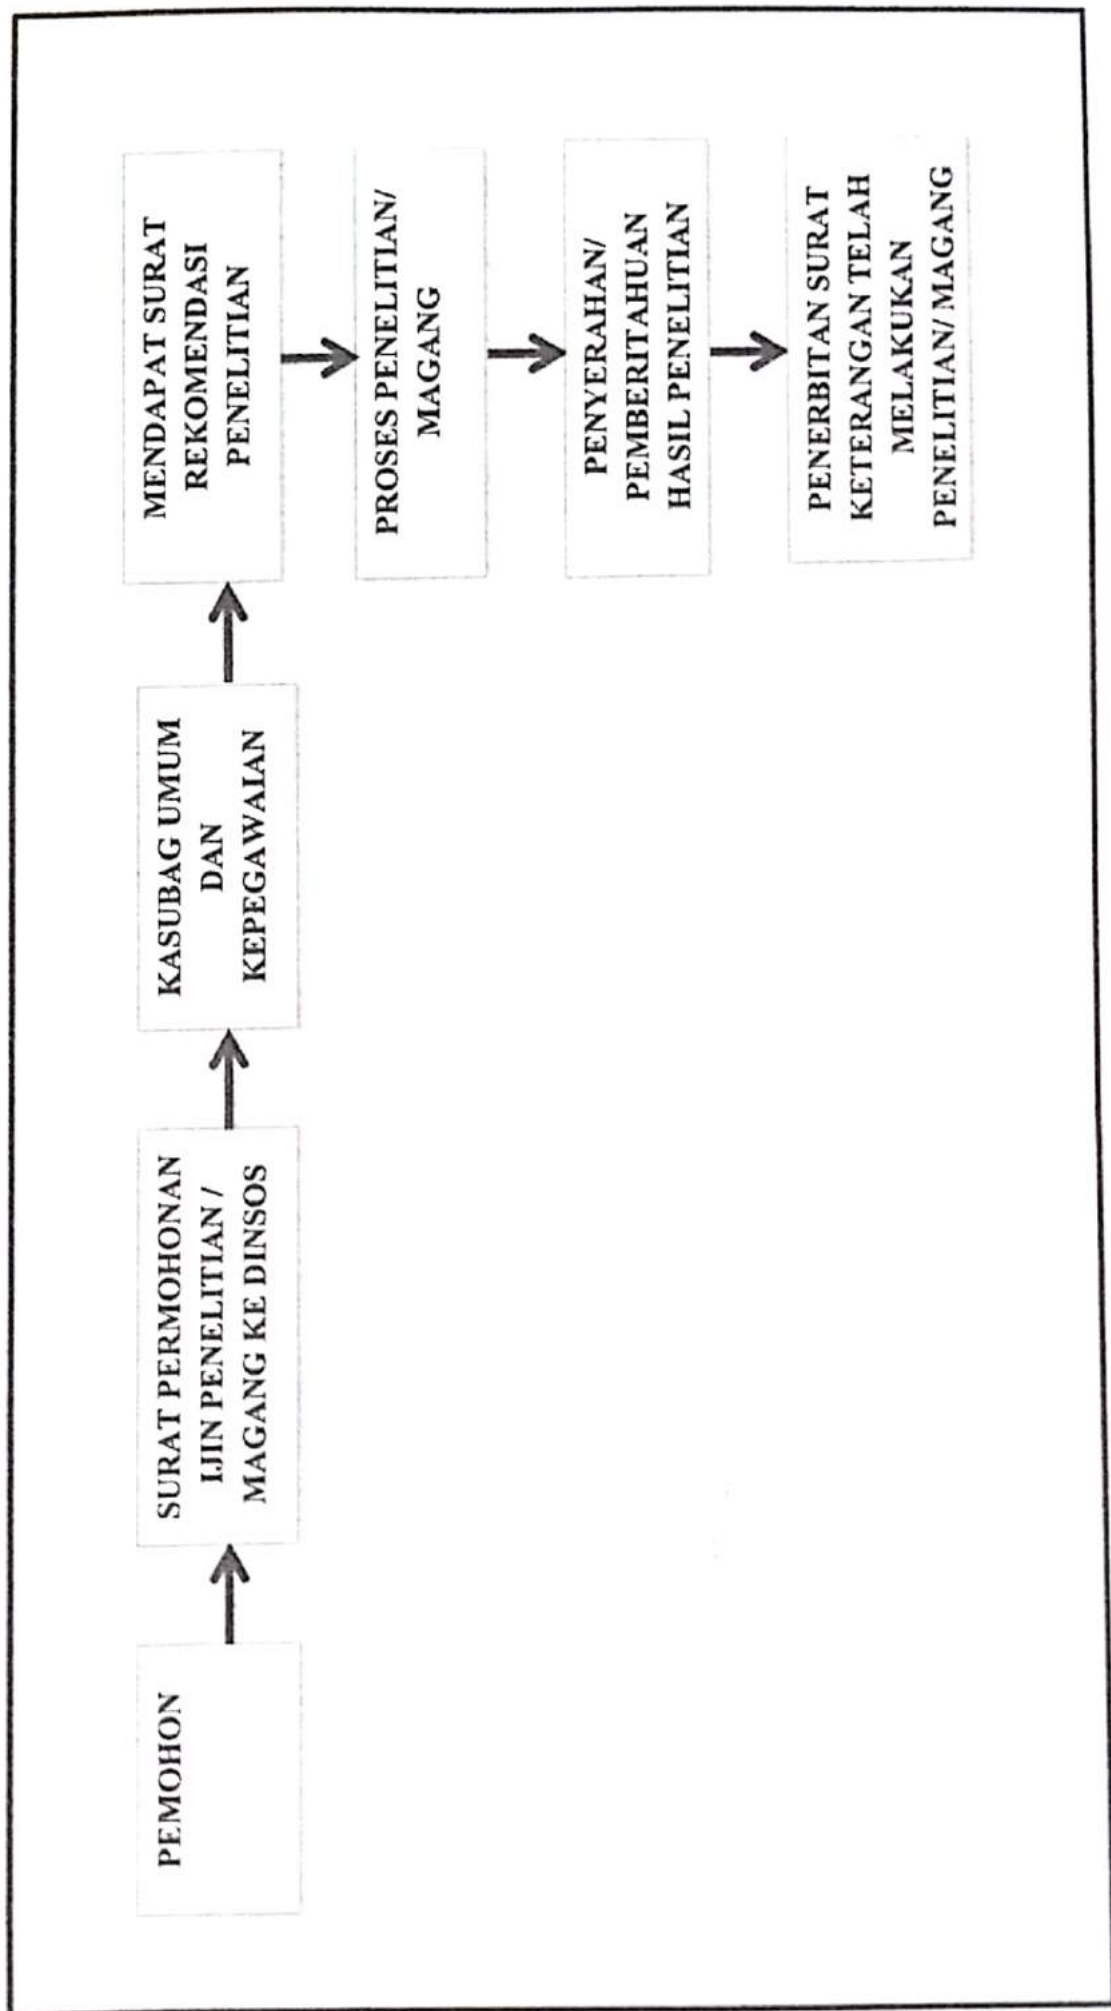 PEMOHON
SURAT PERMOHONAN
IJIN PENELITIAN /
MAGANG KE DINSOS
KASUBAG UMUM
DAN
KEPEGAWAIAN
MENDAPAT SURAT
REKOMENDASI
PENELITIAN
PROSES PENELITIAN/
MAGANG
PENYERAHAN/
PEMBERITAHUAN
HASIL PENELITIAN
PENERBITAN SURAT
KETERANGAN TELAH
MELAKUKAN
PENELITIAN/ MAGANG